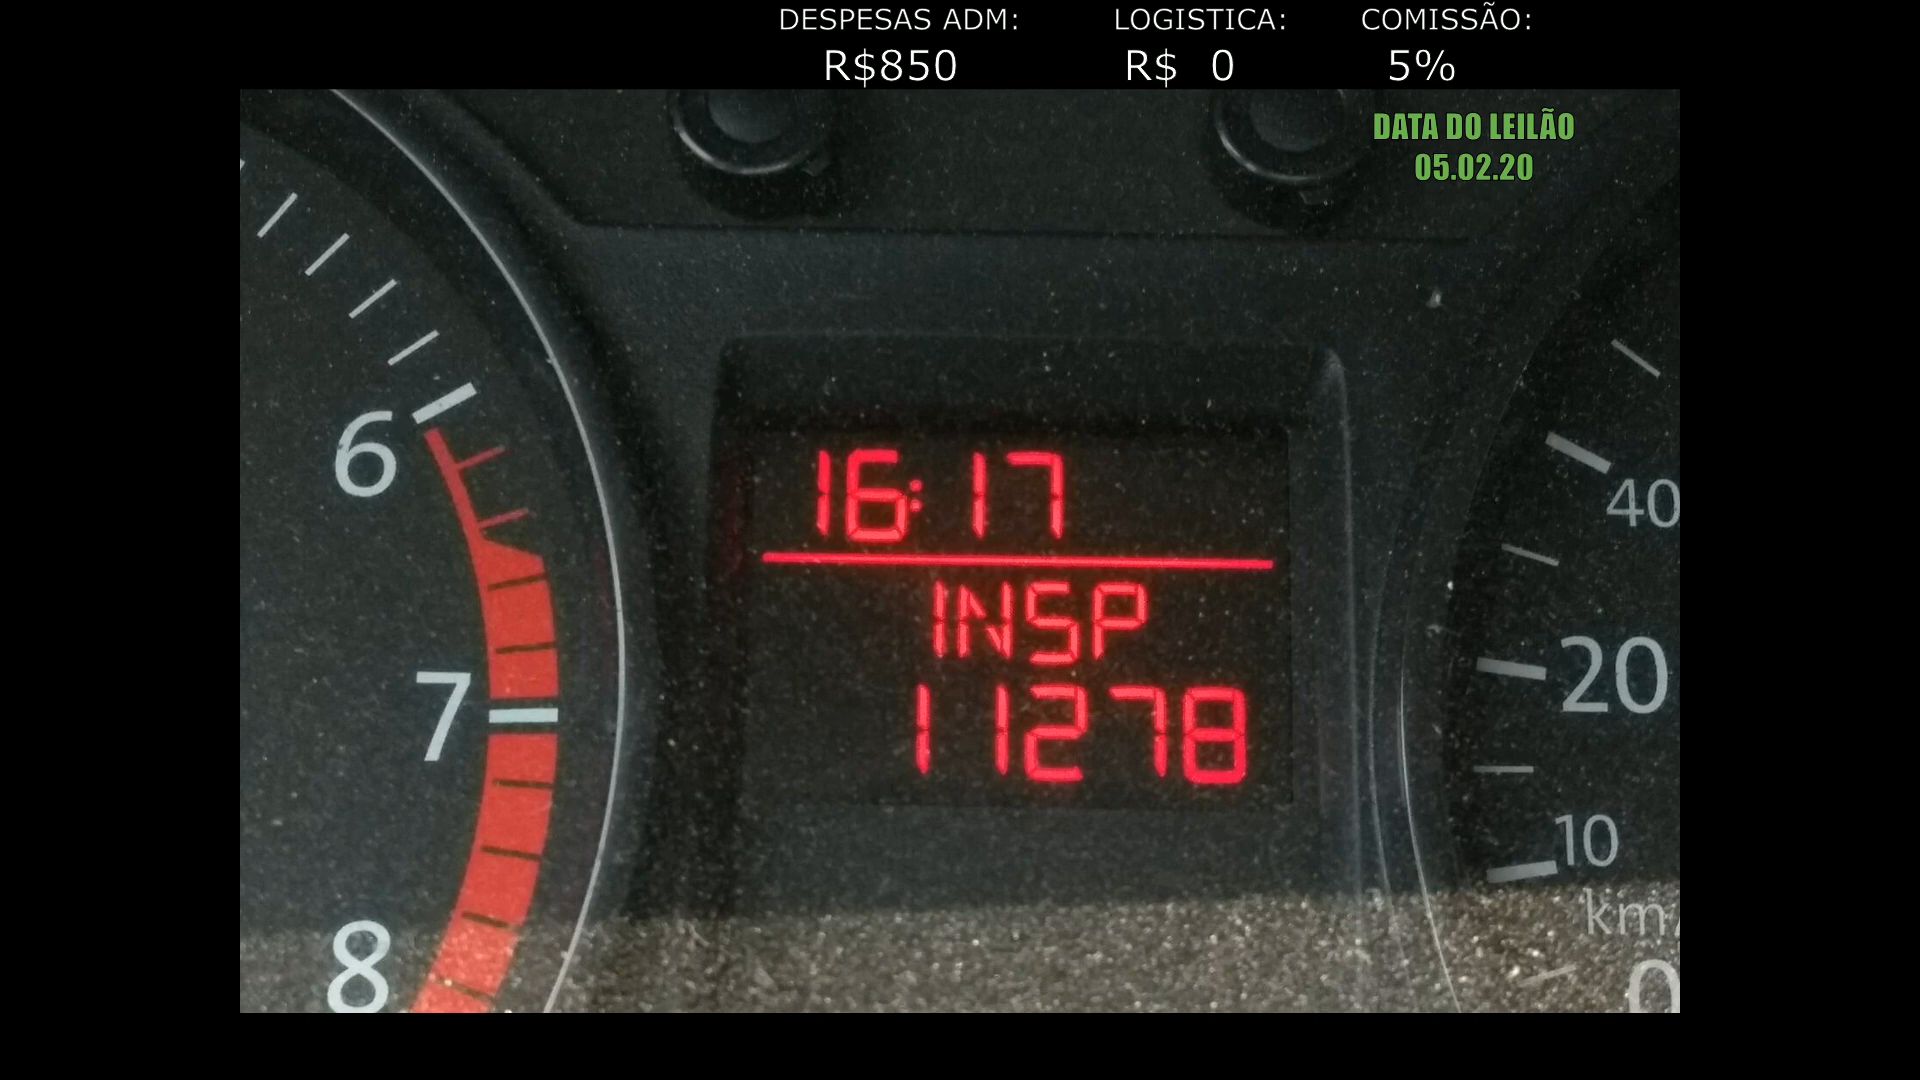 DESPESAS ADM: LOGISTICA: COMISSÃO:
R$850 R$ 0 5%
DATA DO LEILÃO
05.02.20
6
7
8
16:17
INSP
11278
40
20
10
km/
0